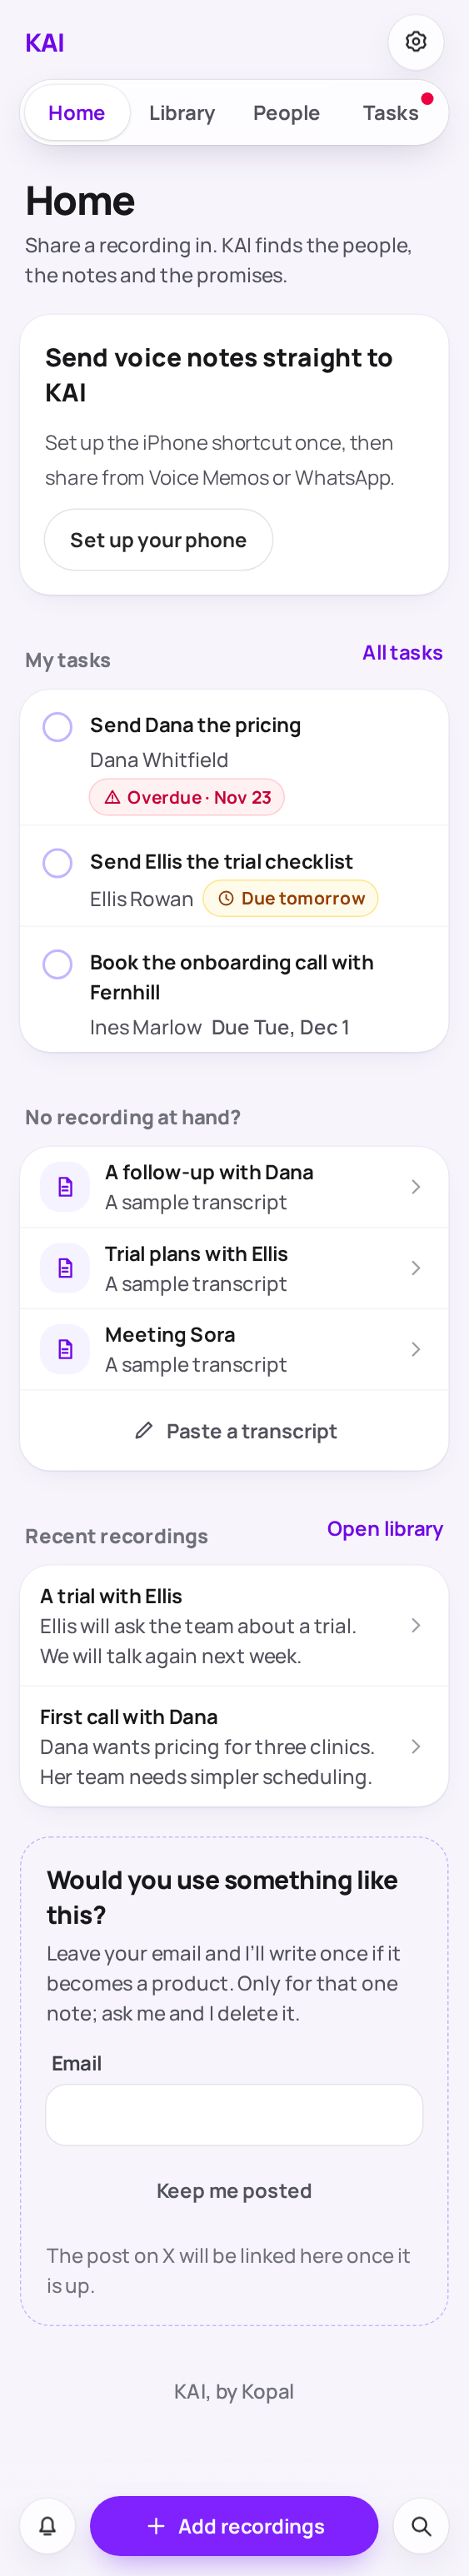 KAI
Home
Library
People
Tasks
Home
Share a recording in. KAI finds the people,
the notes and the promises.
Send voice notes straight to
KAI
Set up the iPhone shortcut once, then
share from Voice Memos or WhatsApp.
Set up your phone
My tasks
All tasks
Send Dana the pricing
Dana Whitfield
Overdue · Nov 23
Send Ellis the trial checklist
Ellis Rowan
Due tomorrow
Book the onboarding call with
Fernhill
Ines Marlow Due Tue, Dec 1
No recording at hand?
A follow-up with Dana
A sample transcript
Trial plans with Ellis
A sample transcript
Meeting Sora
A sample transcript
Paste a transcript
Recent recordings
Open library
A trial with Ellis
Ellis will ask the team about a trial.
We will talk again next week.
First call with Dana
Dana wants pricing for three clinics.
Her team needs simpler scheduling.
Would you use something like
this?
Leave your email and I'll write once if it
becomes a product. Only for that one
note; ask me and I delete it.
Email
Keep me posted
The post on X will be linked here once it
is up.
KAI, by Kopal
Add recordings